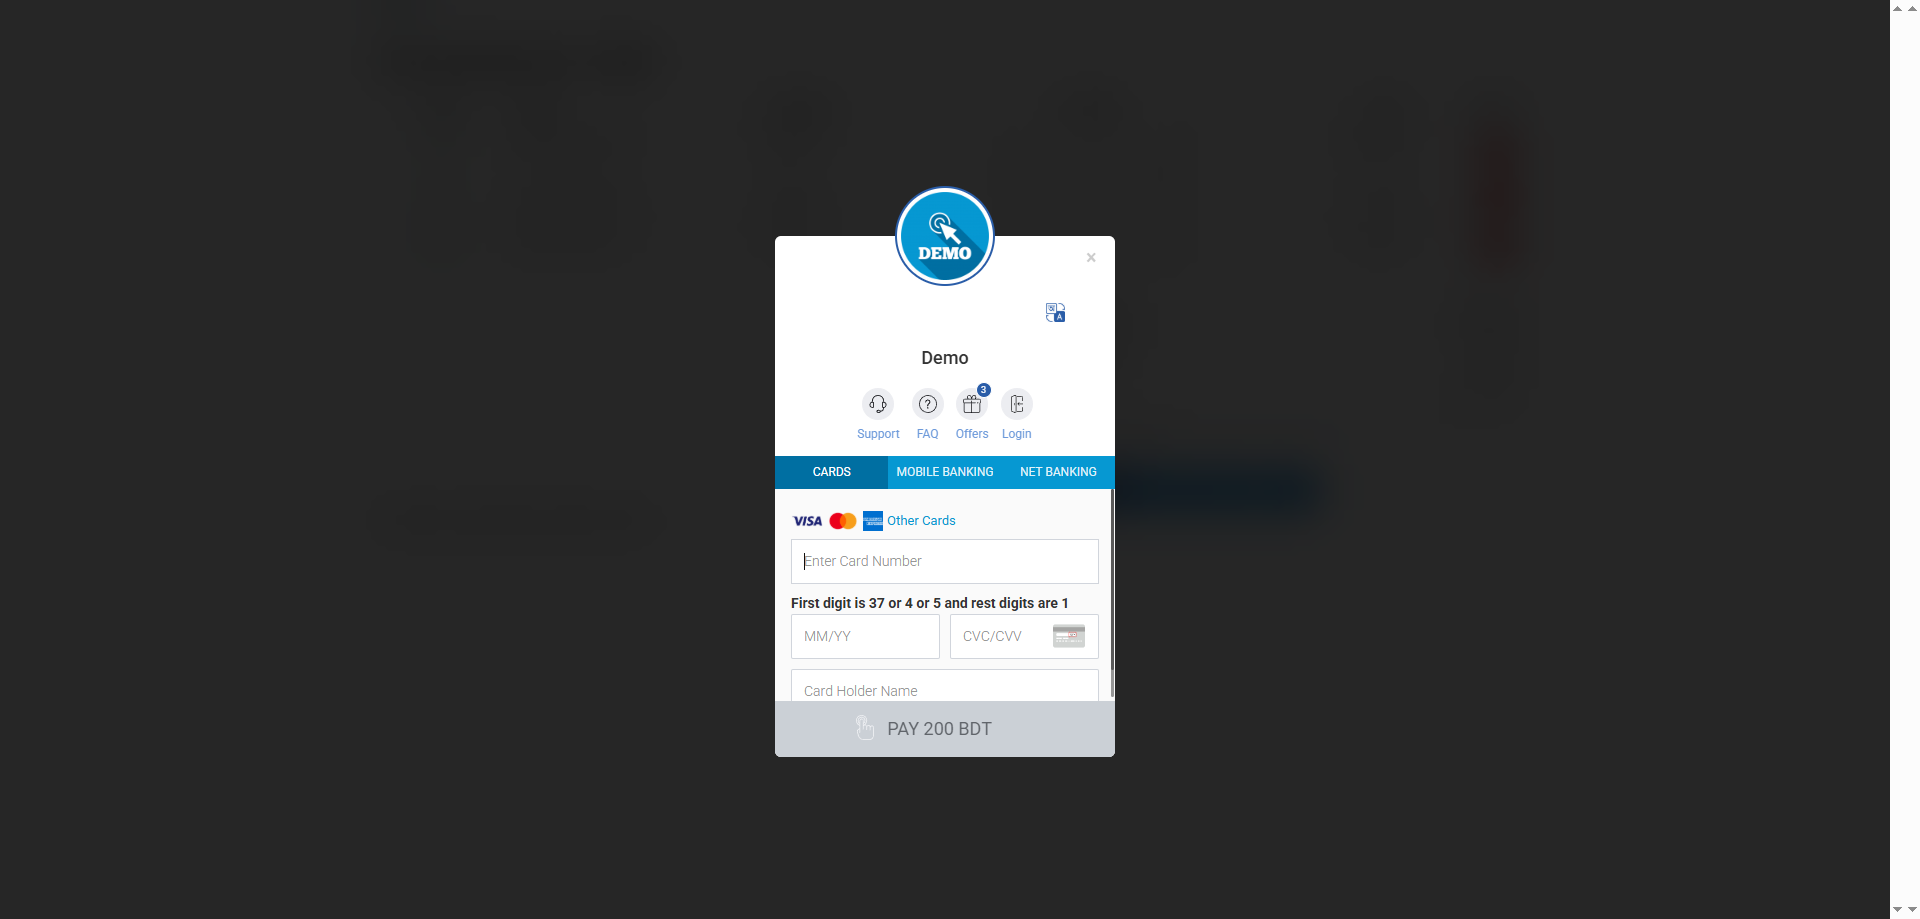 DEMO
×
A
Demo
3
Support FAQ Offers Login
CARDS MOBILE BANKING NET BANKING
VISA Other Cards
Enter Card Number
First digit is 37 or 4 or 5 and rest digits are 1
MM/YY CVC/CVV
Card Holder Name
PAY 200 BDT